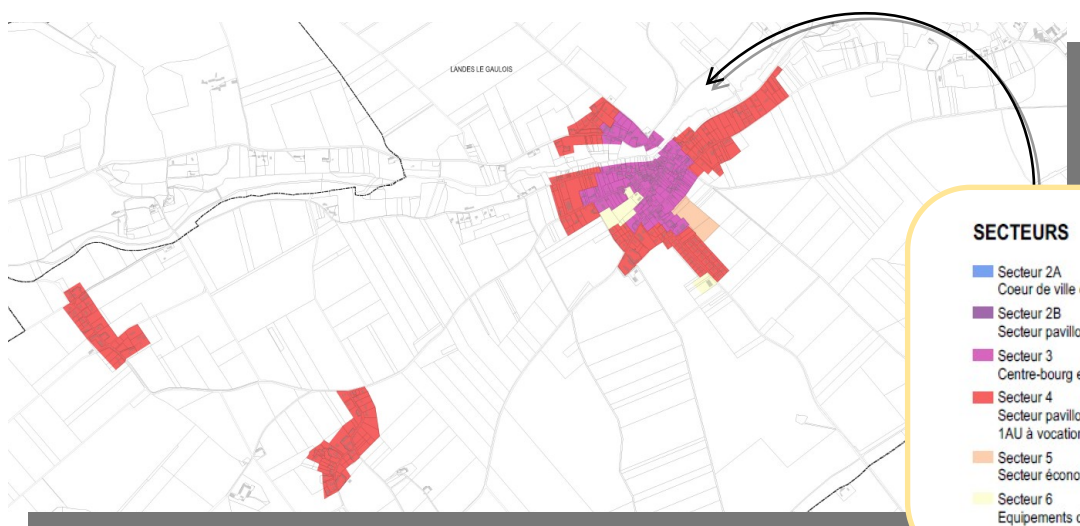 LANDES LE GAULOIS
SECTEURS
Secteur 2A
Coeur de ville
Secteur 2B
Secteur pavillo
Secteur 3
Centre-bourg e
Secteur 4
Secteur pavillo
1AU à vocation
Secteur 5
Secteur écono
Secteur 6
Equipements